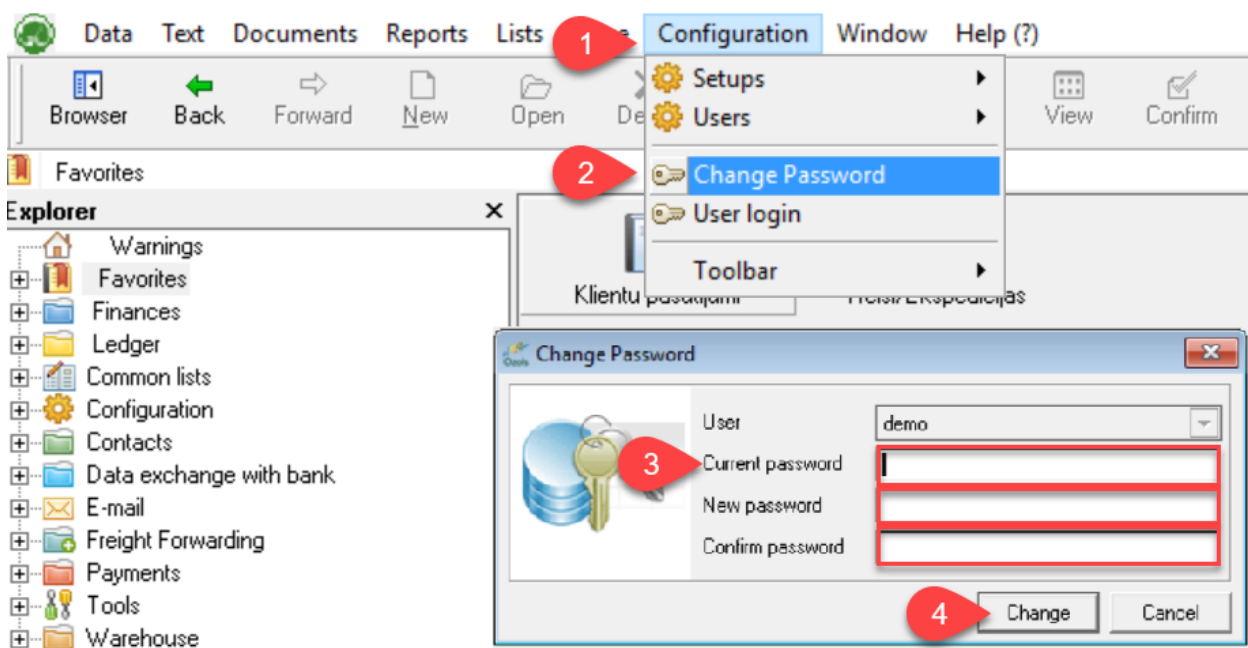 Data Text Documents Reports Lists Configuration Window Help (?)
1
Browser Back Forward New Open De View Confirm
Setups
Users
2
Change Password
User login
Toolbar
Favorites
Explorer
Warnings
Favorites
Finances
Ledger
Common lists
Configuration
Contacts
Data exchange with bank
E-mail
Freight Forwarding
Payments
Tools
Warehouse
Klientu pasūtījumi
Change Password
User demo
3
Current password
New password
Confirm password
4
Change Cancel